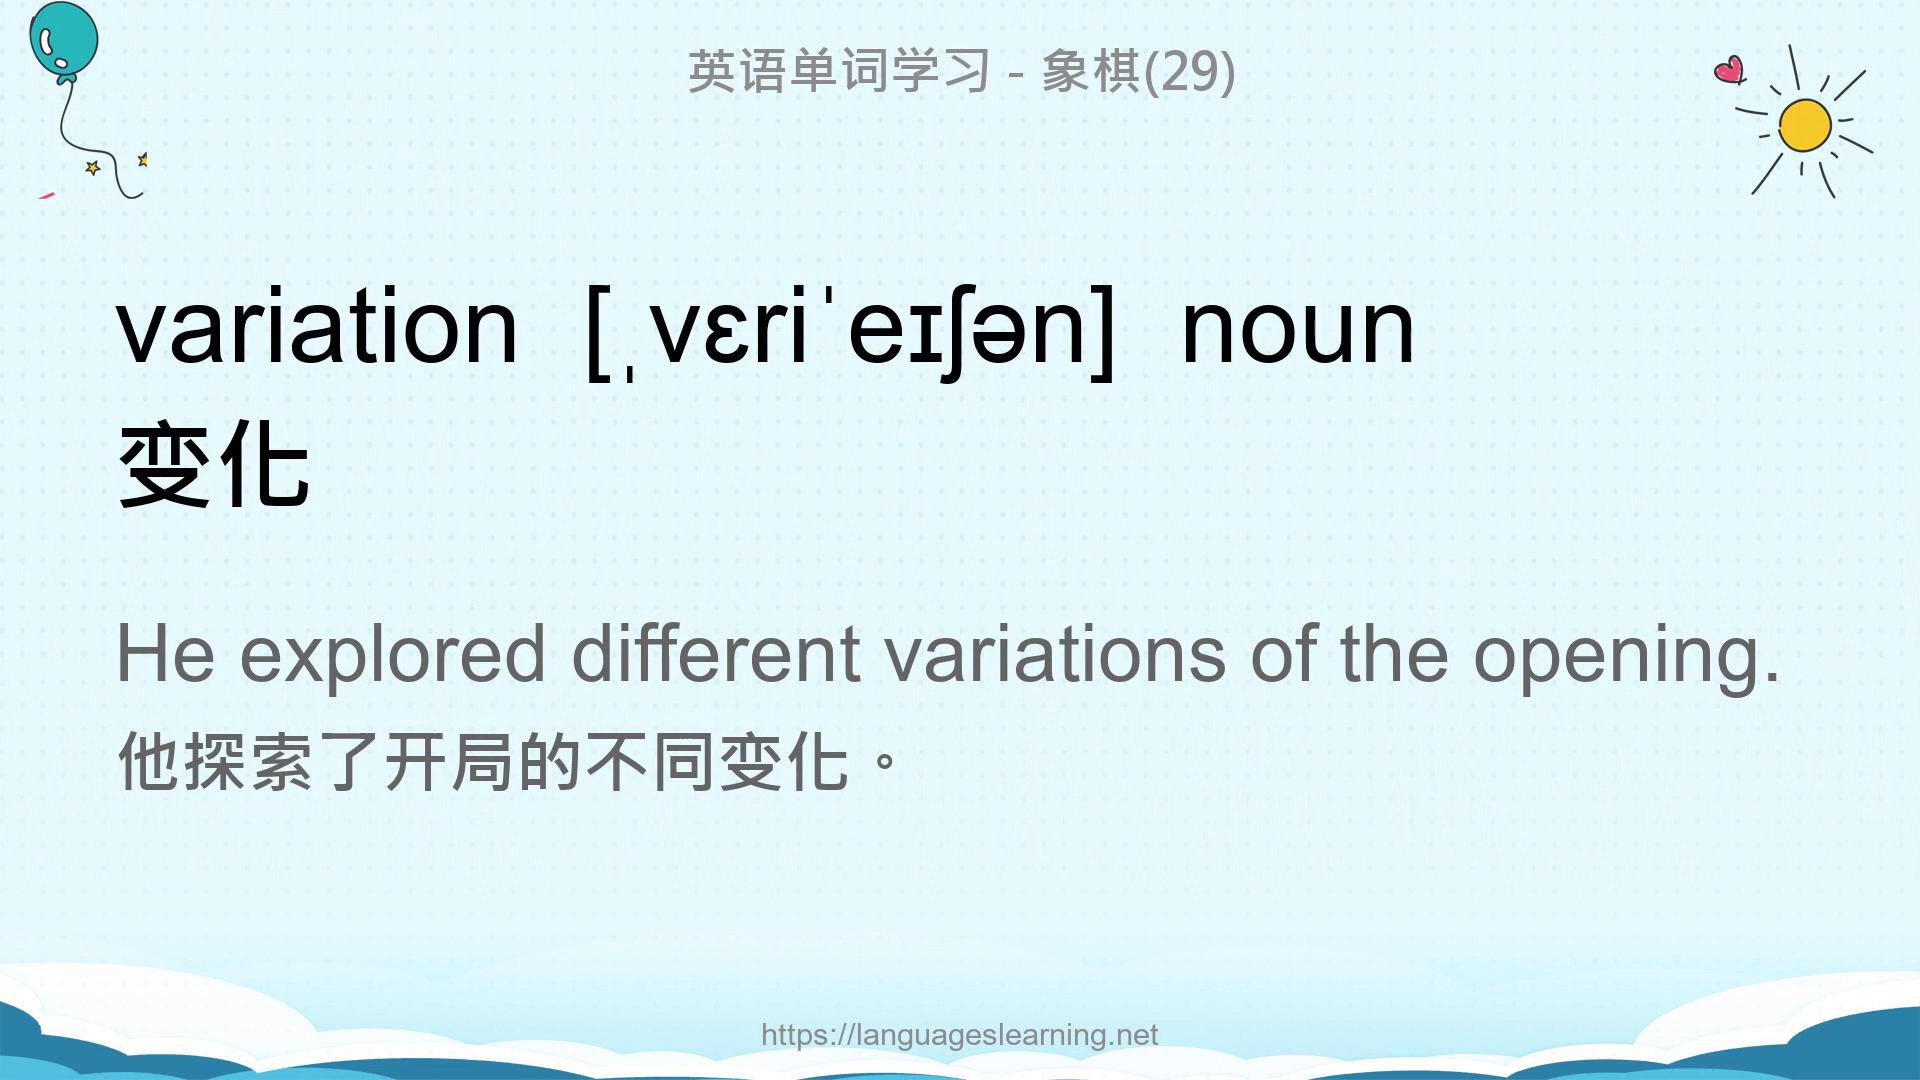 英语单词学习 - 象棋(29)
variation [ˌvɛriˈeɪʃən] noun
变化
He explored different variations of the opening.
他探索了开局的不同变化。
https://languageslearning.net